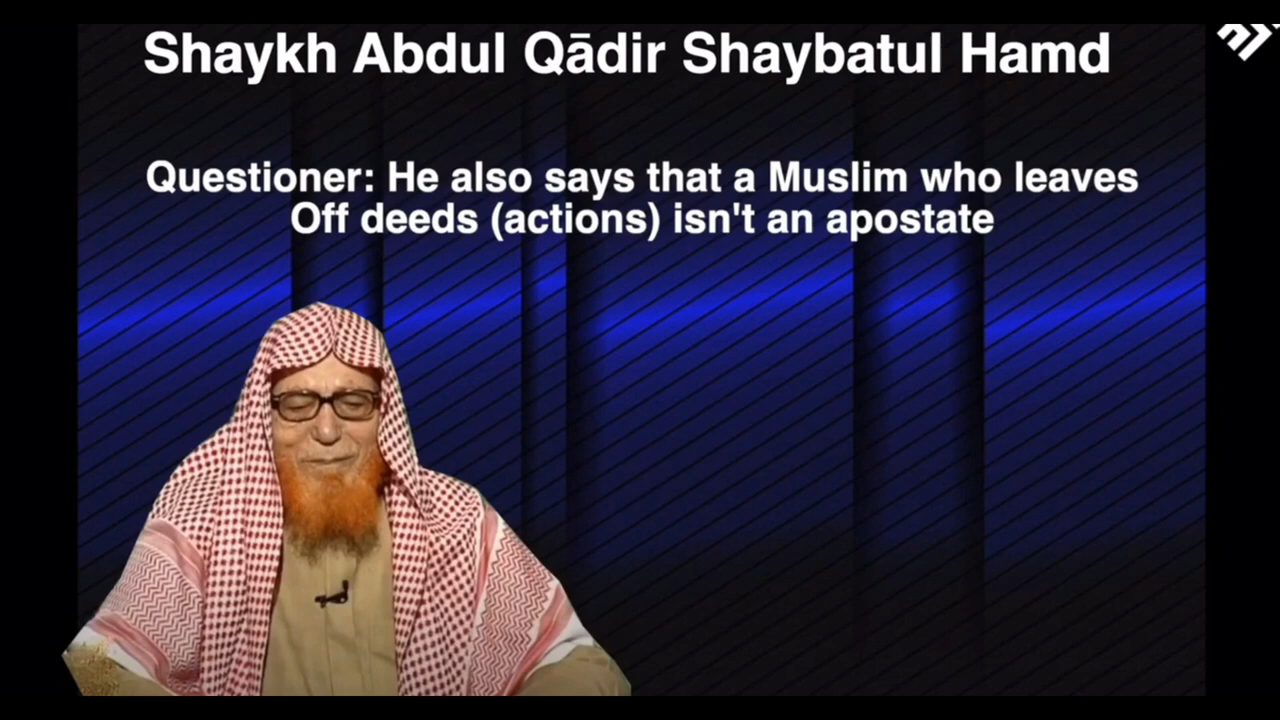 Shaykh Abdul Qādir Shaybatul Hamd
Questioner: He also says that a Muslim who leaves
Off deeds (actions) isn't an apostate